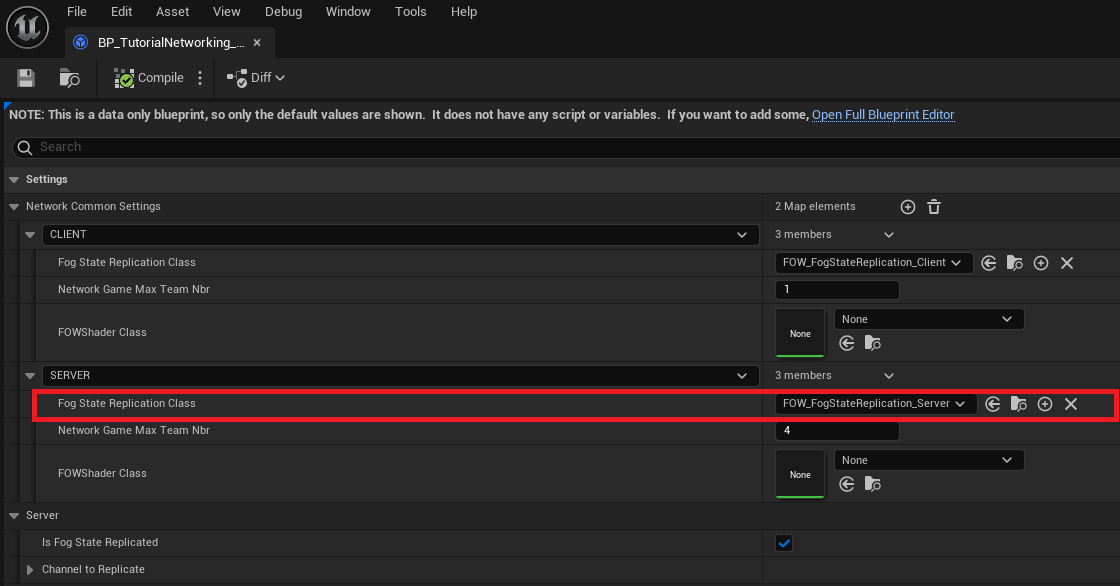 File Edit Asset View Debug Window Tools Help
BP_TutorialNetworking_...
Compile Diff
NOTE: This is a data only blueprint, so only the default values are shown. It does not have any script or variables. If you want to add some, Open Full Blueprint Editor
Search
Settings
Network Common Settings 2 Map elements
CLIENT 3 members
Fog State Replication Class FOW_FogStateReplication_Client
Network Game Max Team Nbr 1
FOWShader Class None None
SERVER 3 members
Fog State Replication Class FOW_FogStateReplication_Server
Network Game Max Team Nbr 4
FOWShader Class None None
Server
Is Fog State Replicated
Channel to Replicate